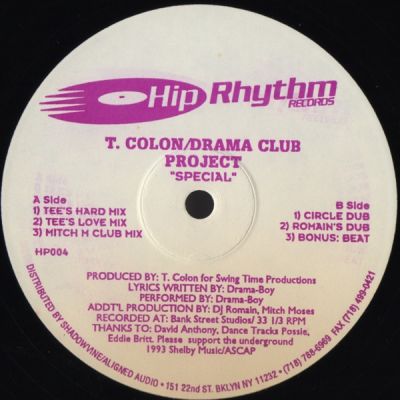 Hip Rhythm
RECORDS
T. COLON/DRAMA CLUB
PROJECT
"SPECIAL"
A Side
1) TEE'S HARD MIX
2) TEE'S LOVE MIX
3) MITCH M CLUB MIX
HP004
B Side
1) CIRCLE DUB
2) ROMAIN'S DUB
3) BONUS: BEAT
PRODUCED BY: T. Colon for Swing Time Productions
LYRICS WRITTEN BY: Drama-Boy
PERFORMED BY: Drama-Boy
ADDT'L PRODUCTION BY: DJ Romain, Mitch Moses
RECORDED AT: Bank Street Studios/ 33 1/3 RPM
THANKS TO: David Anthony, Dance Tracks Possie,
Eddie Britt. Please support the underground
1993 Shelby Music/ASCAP
DISTRIBUTED BY SHADOWVINE/ALIGNED AUDIO • 151 22nd ST. BKLYN NY 11232 • (718) 788-6969 FAX (718) 499-0421